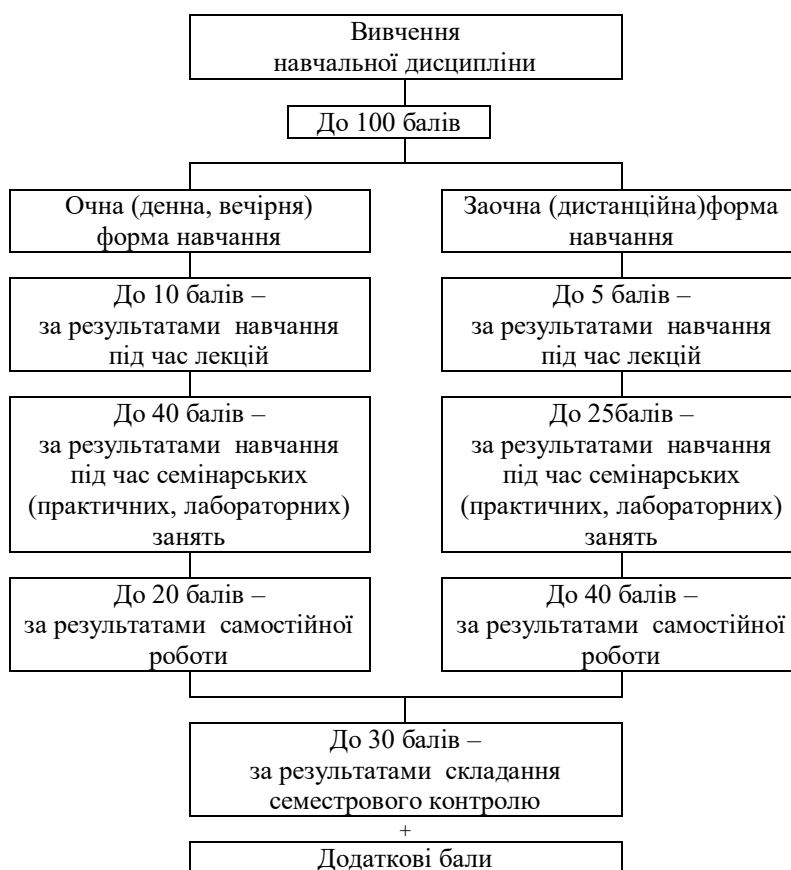 Вивчення
навчальної дисципліни
До 100 балів
Очна (денна, вечірня)
форма навчання
Заочна (дистанційна)форма
навчання
До 10 балів –
за результатами навчання
під час лекцій
До 5 балів –
за результатами навчання
під час лекцій
До 40 балів –
за результатами навчання
під час семінарських
(практичних, лабораторних)
занять
До 25балів –
за результатами навчання
під час семінарських
(практичних, лабораторних)
занять
До 20 балів –
за результатами самостійної
роботи
До 40 балів –
за результатами самостійної
роботи
До 30 балів –
за результатами складання
семестрового контролю
+
Додаткові бали